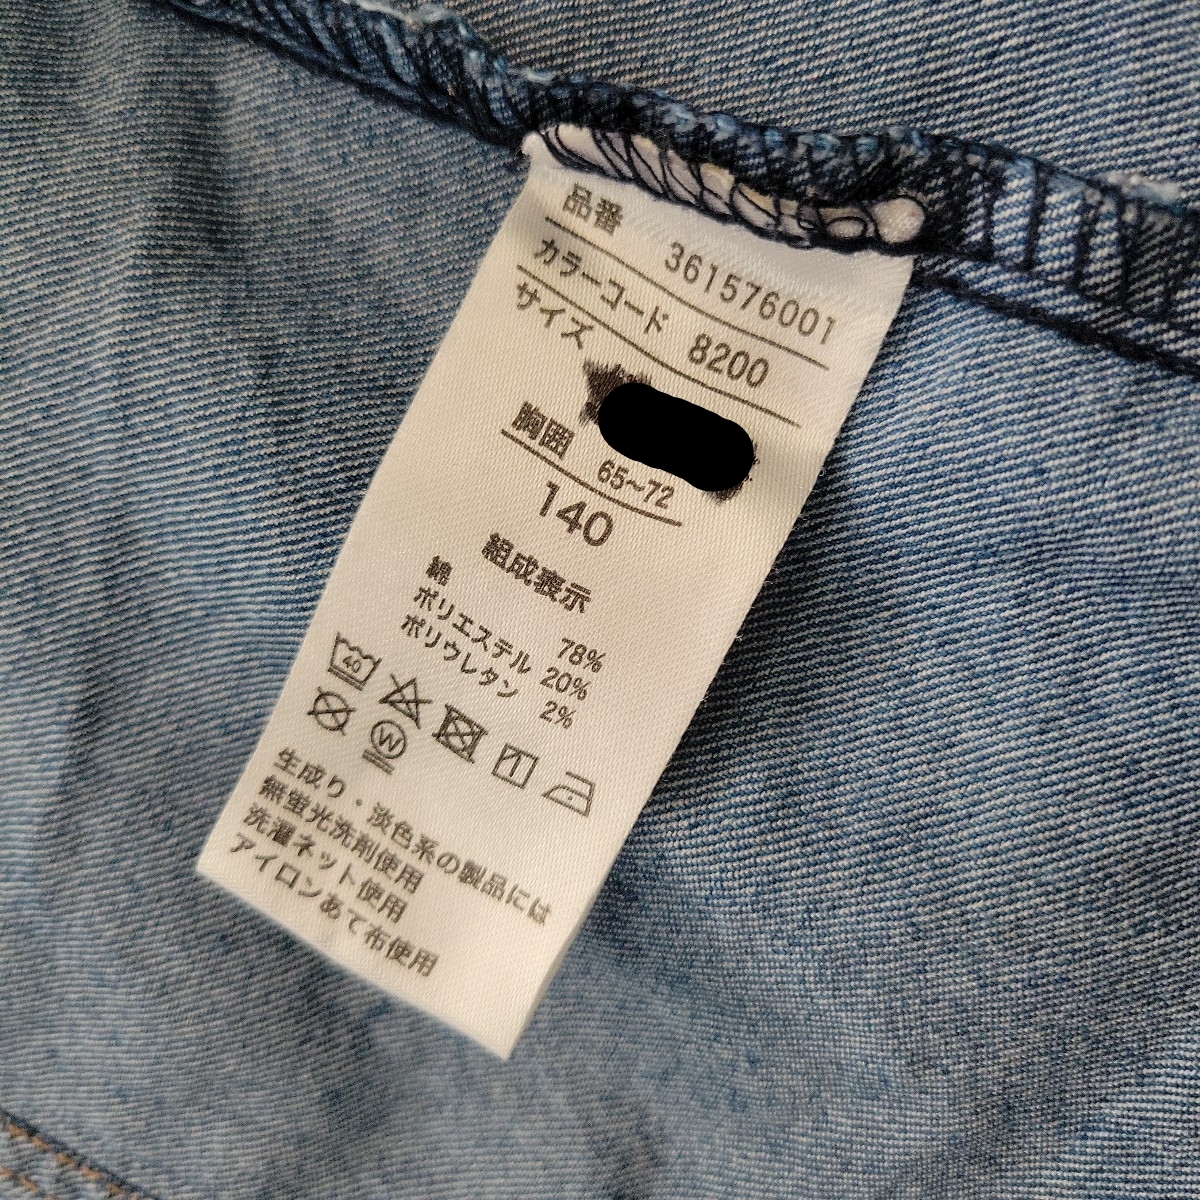 品番 361576001
カラーコード 8200
サイズ
胸囲 65~72
140
組成表示
綿 78%
ポリエステル 20%
ポリウレタン 2%
40
W
生成り・淡色系の製品には
無蛍光洗剤使用
洗濯ネット使用
アイロンあて布使用